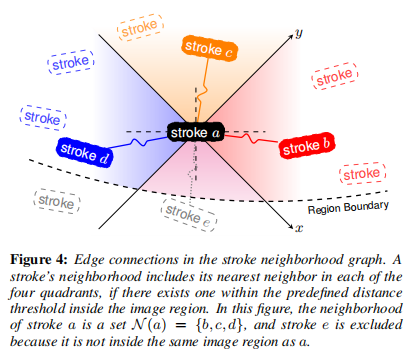 stroke
stroke c
y
stroke
stroke
stroke
stroke a
stroke b
stroke d
stroke
stroke
stroke e
Region Boundary
x
Figure 4: Edge connections in the stroke neighborhood graph. A
stroke's neighborhood includes its nearest neighbor in each of the
four quadrants, if there exists one within the predefined distance
threshold inside the image region. In this figure, the neighborhood
of stroke a is a set N(a) = {b, c, d}, and stroke e is excluded
because it is not inside the same image region as a.